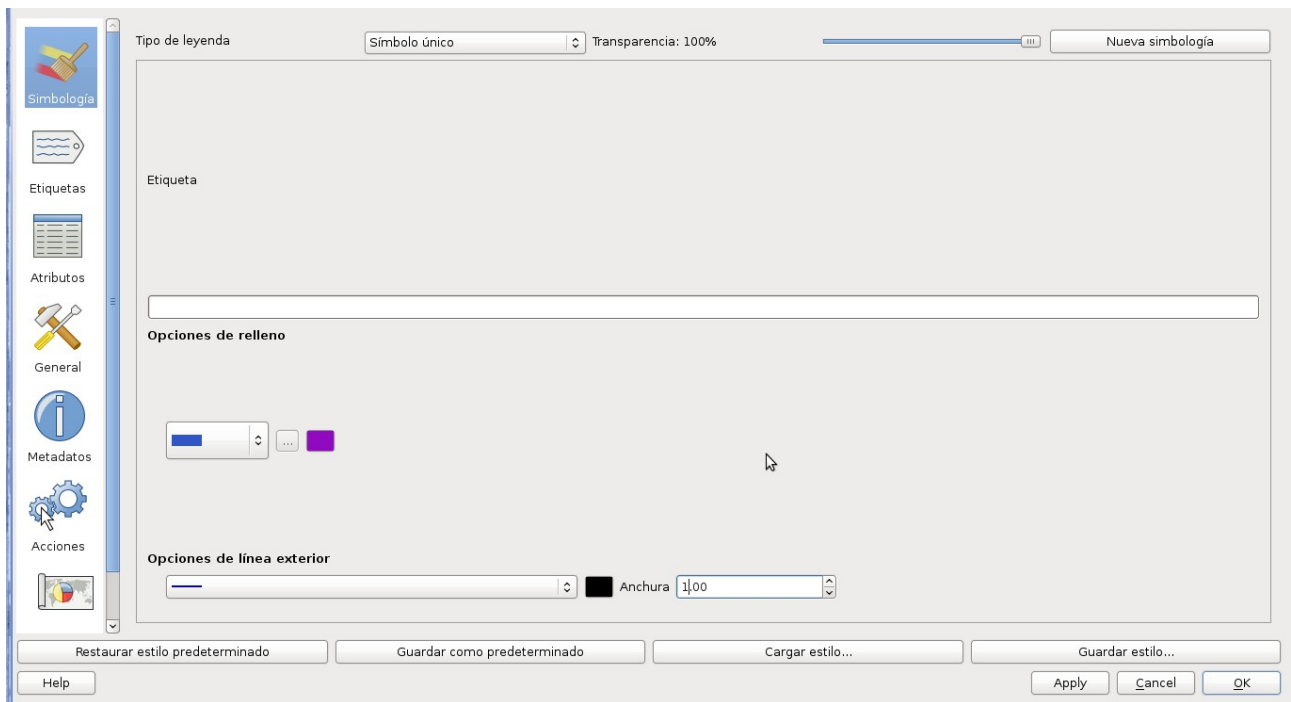 Tipo de leyenda Símbolo único Transparencia: 100% Nueva simbología
Simbología
Etiquetas
Atributos
General
Metadatos
Acciones
Etiqueta
Opciones de relleno
...
Opciones de línea exterior
Anchura 1.00
Restaurar estilo predeterminado Guardar como predeterminado Cargar estilo... Guardar estilo...
Help Apply Cancel OK